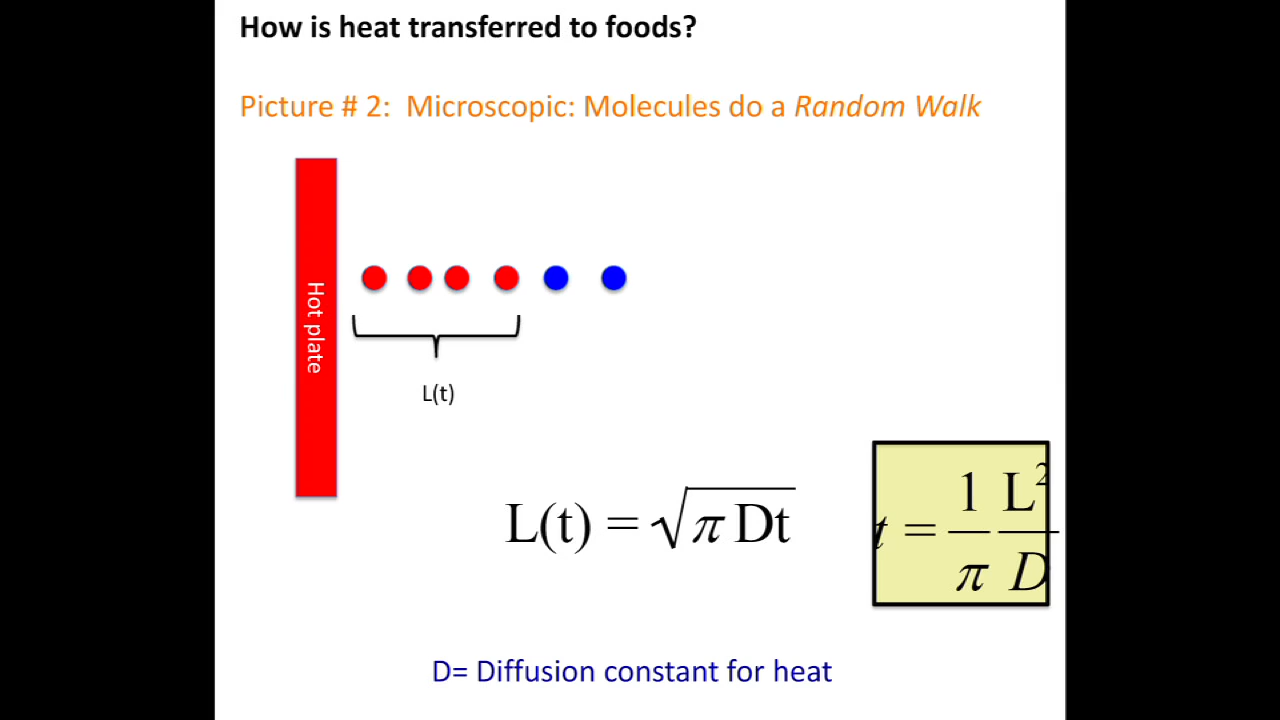 How is heat transferred to foods?
Picture # 2: Microscopic: Molecules do a Random Walk
Hot plate
L(t)
L(t) = √π Dt
t = 1/π L²/D
D= Diffusion constant for heat